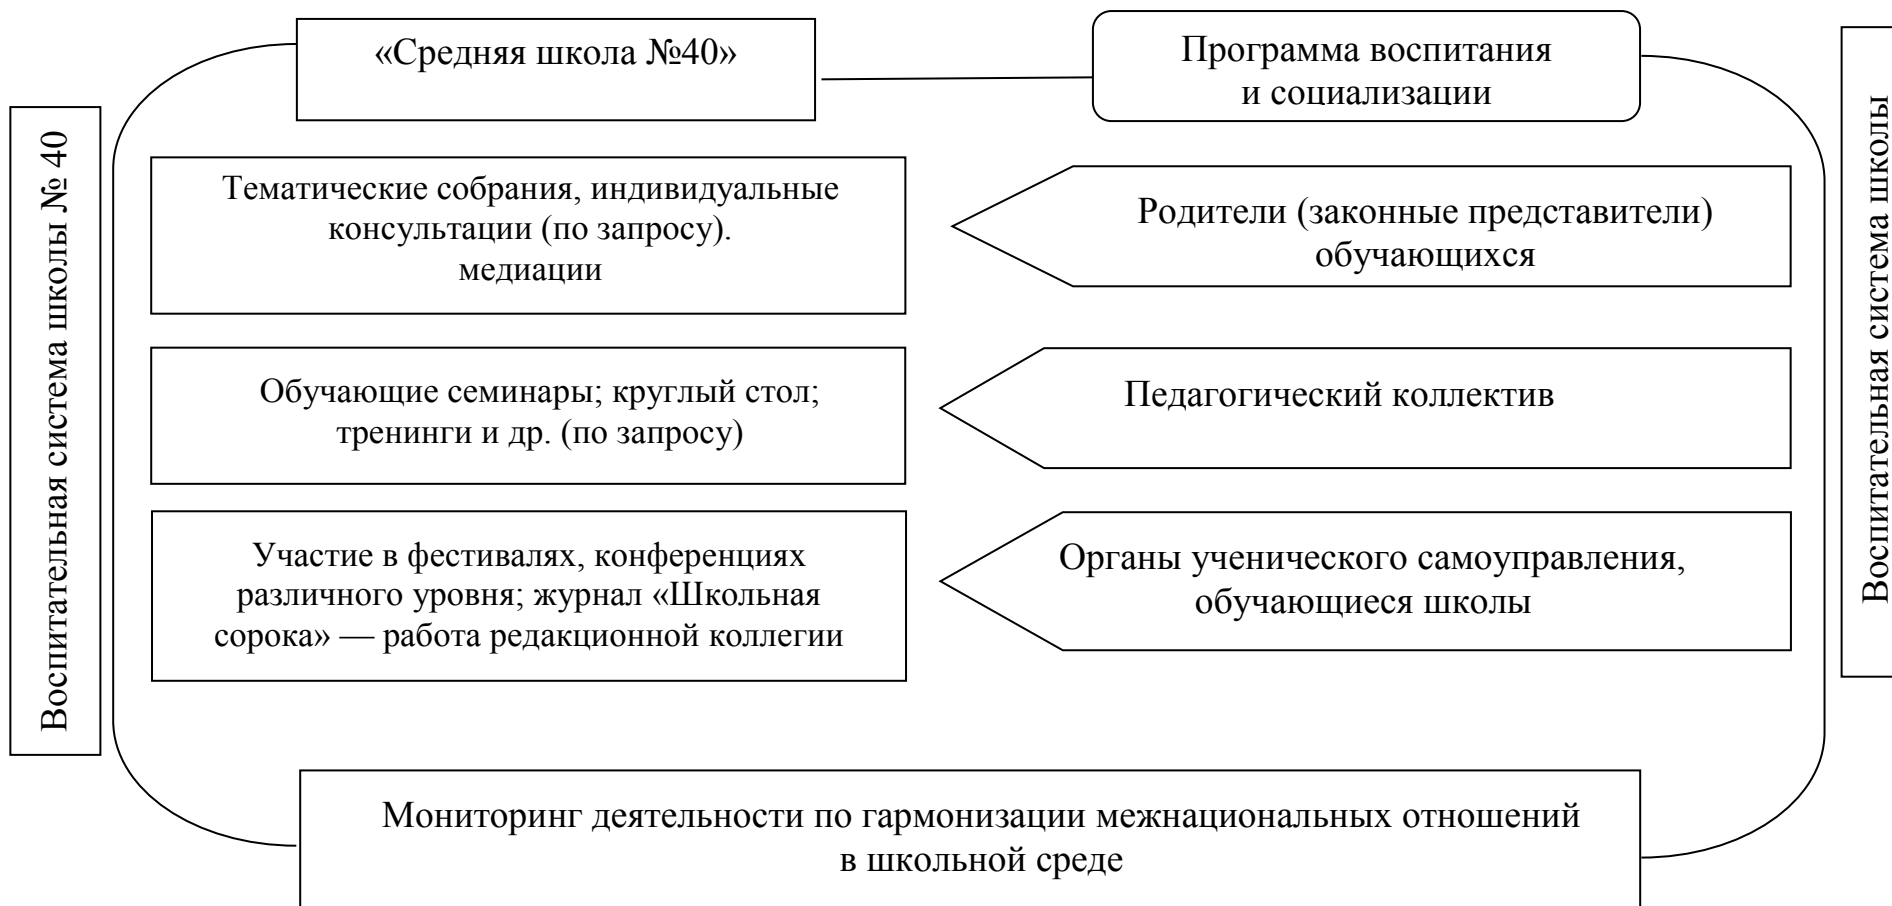 «Средняя школа №40»
Программа воспитания
и социализации
Воспитательная система школы № 40
Тематические собрания, индивидуальные
консультации (по запросу).
медиации
Родители (законные представители)
обучающихся
Обучающие семинары; круглый стол;
тренинги и др. (по запросу)
Педагогический коллектив
Участие в фестивалях, конференциях
различного уровня; журнал «Школьная
сорока» — работа редакционной коллегии
Органы ученического самоуправления,
обучающиеся школы
Воспитательная система школы
Мониторинг деятельности по гармонизации межнациональных отношений
в школьной среде